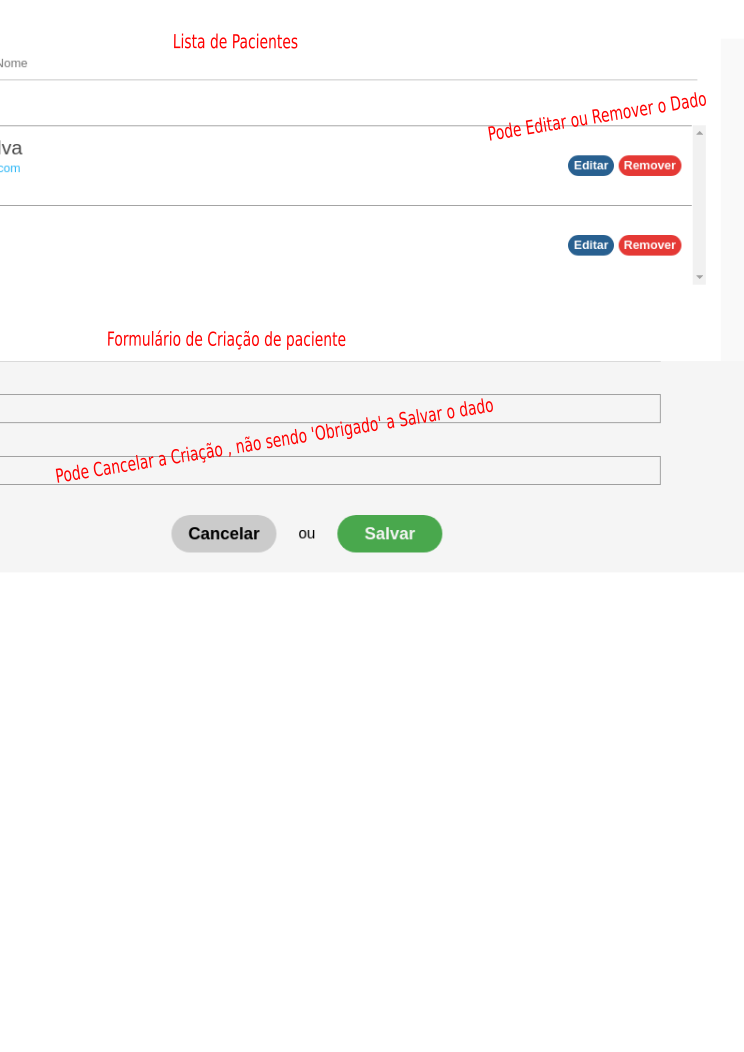 Lista de Pacientes
Nome
Pode Editar ou Remover o Dado
lva
com
Editar Remover
Editar Remover
Formulário de Criação de paciente
Pode Cancelar a Criação , não sendo 'Obrigado' a Salvar o dado
Cancelar ou Salvar